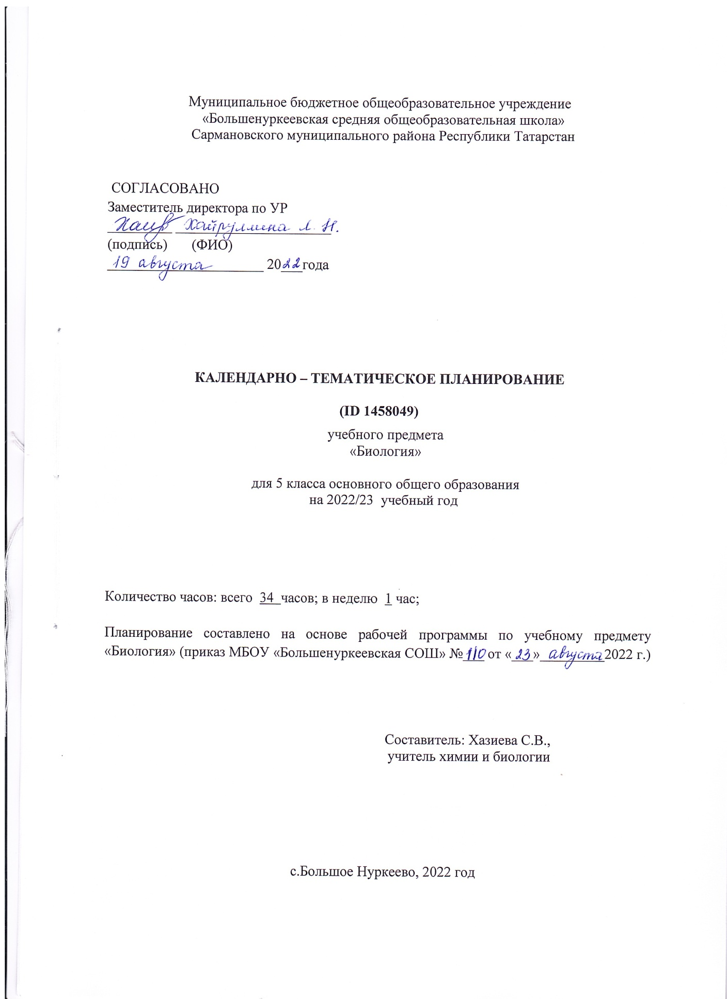 Муниципальное бюджетное общеобразовательное учреждение
«Большенуркеевская средняя общеобразовательная школа»
Сармановского муниципального района Республики Татарстан
СОГЛАСОВАНО
Заместитель директора по УР
Хайруллина Л. Н.
(подпись) (ФИО)
19 августа 2022 года
КАЛЕНДАРНО – ТЕМАТИЧЕСКОЕ ПЛАНИРОВАНИЕ
(ID 1458049)
учебного предмета
«Биология»
для 5 класса основного общего образования
на 2022/23 учебный год
Количество часов: всего 34 часов; в неделю 1 час;
Планирование составлено на основе рабочей программы по учебному предмету
«Биология» (приказ МБОУ «Большенуркеевская СОШ» №110 от «23» августа 2022 г.)
Составитель: Хазиева С.В.,
учитель химии и биологии
с.Большое Нуркеево, 2022 год